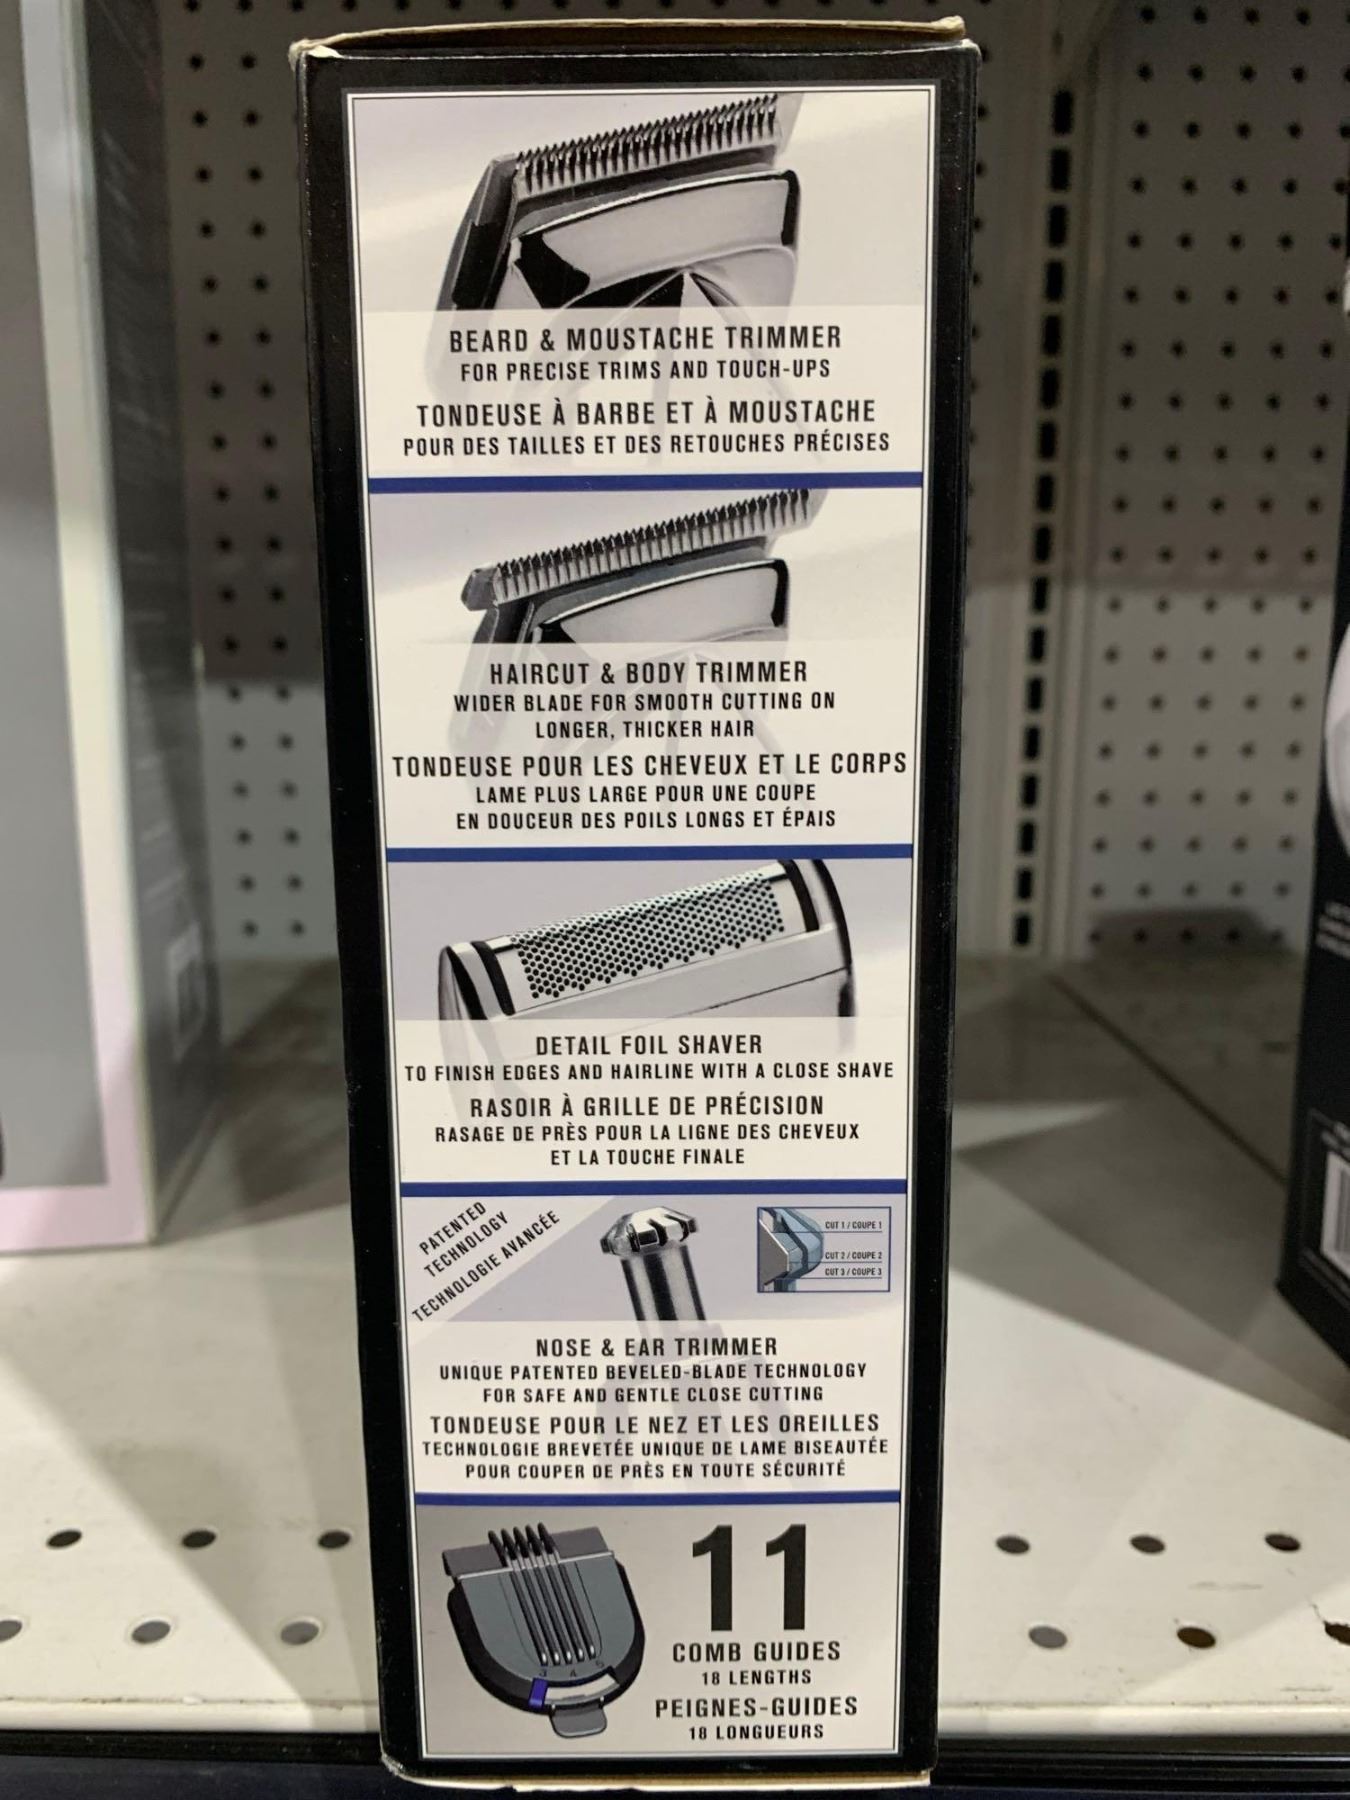 BEARD & MOUSTACHE TRIMMER
FOR PRECISE TRIMS AND TOUCH-UPS
TONDEUSE À BARBE ET À MOUSTACHE
POUR DES TAILLES ET DES RETOUCHES PRÉCISES
HAIRCUT & BODY TRIMMER
WIDER BLADE FOR SMOOTH CUTTING ON
LONGER, THICKER HAIR
TONDEUSE POUR LES CHEVEUX ET LE CORPS
LAME PLUS LARGE POUR UNE COUPE
EN DOUCEUR DES POILS LONGS ET ÉPAIS
DETAIL FOIL SHAVER
TO FINISH EDGES AND HAIRLINE WITH A CLOSE SHAVE
RASOIR À GRILLE DE PRÉCISION
RASAGE DE PRÈS POUR LA LIGNE DES CHEVEUX
ET LA TOUCHE FINALE
PATENTED
TECHNOLOGY
TECHNOLOGIE AVANCÉE
CUT 1 / COUPE 1
CUT 2 / COUPE 2
CUT 3 / COUPE 3
NOSE & EAR TRIMMER
UNIQUE PATENTED BEVELED-BLADE TECHNOLOGY
FOR SAFE AND GENTLE CLOSE CUTTING
TONDEUSE POUR LE NEZ ET LES OREILLES
TECHNOLOGIE BREVETÉE UNIQUE DE LAME BISEAUTÉE
POUR COUPER DE PRÈS EN TOUTE SÉCURITÉ
3 4 5
11
COMB GUIDES
18 LENGTHS
PEIGNES-GUIDES
18 LONGUEURS